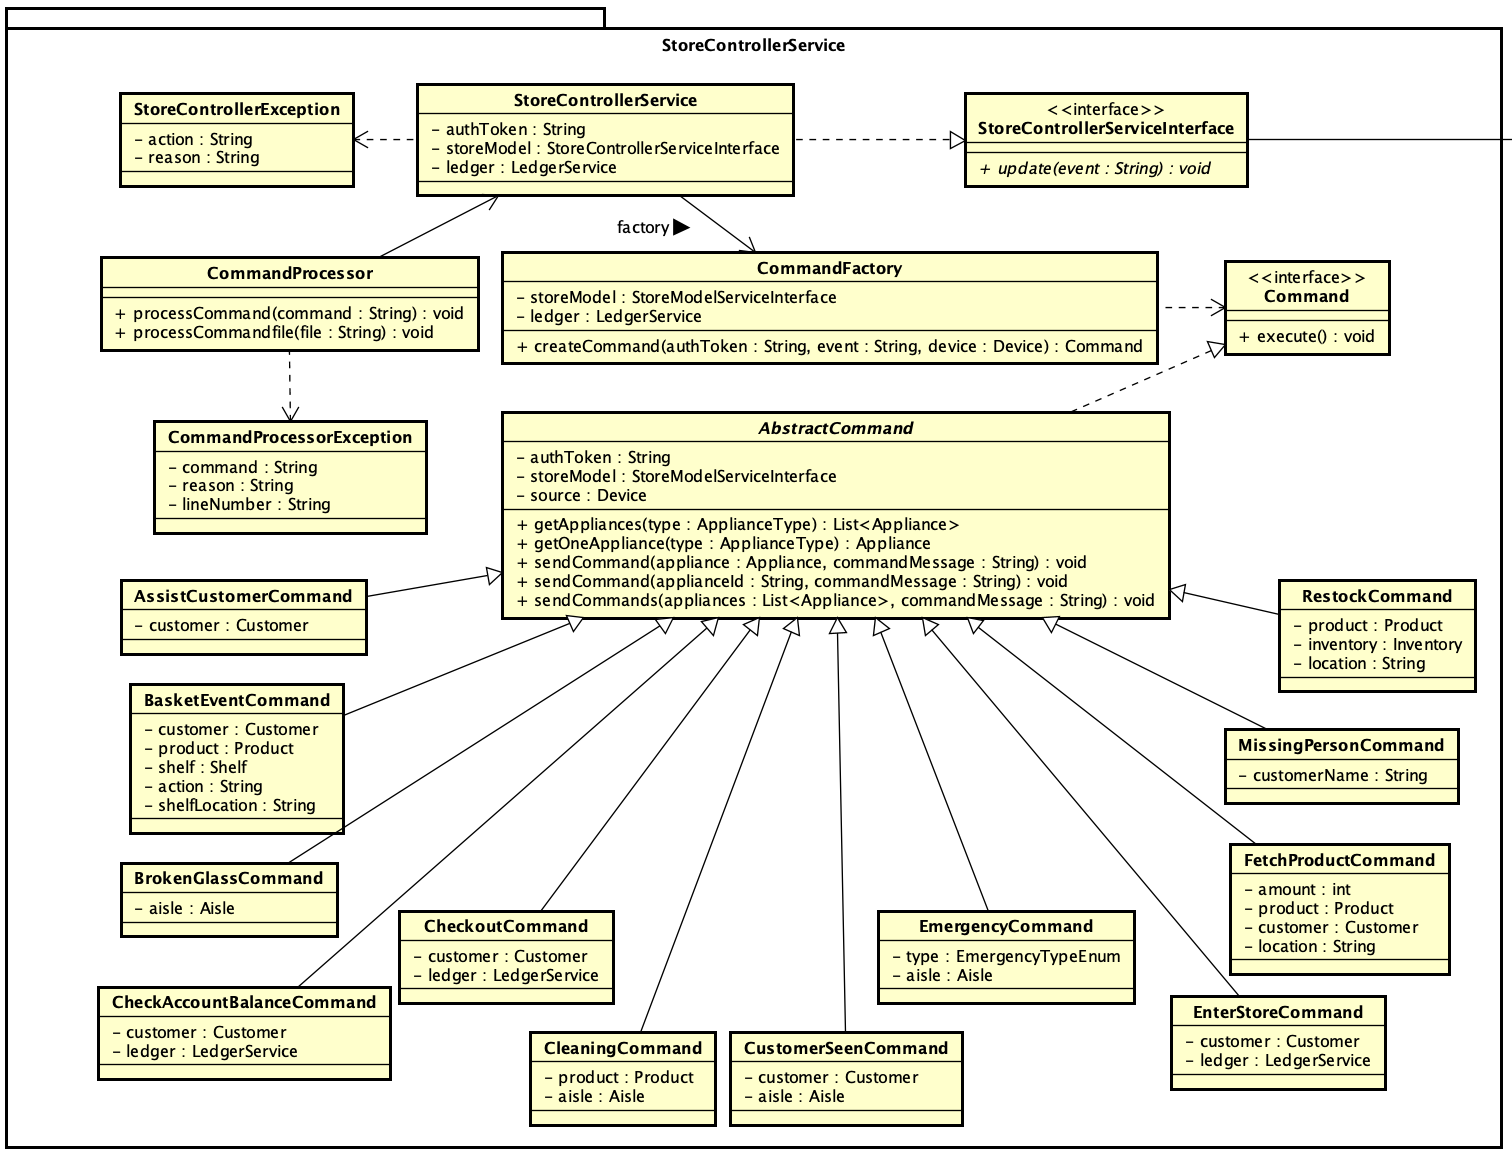 StoreControllerService
StoreControllerException
- action : String
- reason : String
StoreControllerService
- authToken : String
- storeModel : StoreControllerServiceInterface
- ledger : LedgerService
<<interface>>
StoreControllerServiceInterface
+ update(event : String) : void
factory
CommandProcessor
+ processCommand(command : String) : void
+ processCommandfile(file : String) : void
CommandFactory
- storeModel : StoreModelServiceInterface
- ledger : LedgerService
+ createCommand(authToken : String, event : String, device : Device) : Command
<<interface>>
Command
+ execute() : void
CommandProcessorException
- command : String
- reason : String
- lineNumber : String
AbstractCommand
- authToken : String
- storeModel : StoreModelServiceInterface
- source : Device
+ getAppliances(type : ApplianceType) : List<Appliance>
+ getOneAppliance(type : ApplianceType) : Appliance
+ sendCommand(appliance : Appliance, commandMessage : String) : void
+ sendCommand(applianceId : String, commandMessage : String) : void
+ sendCommands(appliances : List<Appliance>, commandMessage : String) : void
AssistCustomerCommand
- customer : Customer
RestockCommand
- product : Product
- inventory : Inventory
- location : String
BasketEventCommand
- customer : Customer
- product : Product
- shelf : Shelf
- action : String
- shelfLocation : String
MissingPersonCommand
- customerName : String
BrokenGlassCommand
- aisle : Aisle
FetchProductCommand
- amount : int
- product : Product
- customer : Customer
- location : String
CheckoutCommand
- customer : Customer
- ledger : LedgerService
EmergencyCommand
- type : EmergencyTypeEnum
- aisle : Aisle
CheckAccountBalanceCommand
- customer : Customer
- ledger : LedgerService
EnterStoreCommand
- customer : Customer
- ledger : LedgerService
CleaningCommand
- product : Product
- aisle : Aisle
CustomerSeenCommand
- customer : Customer
- aisle : Aisle